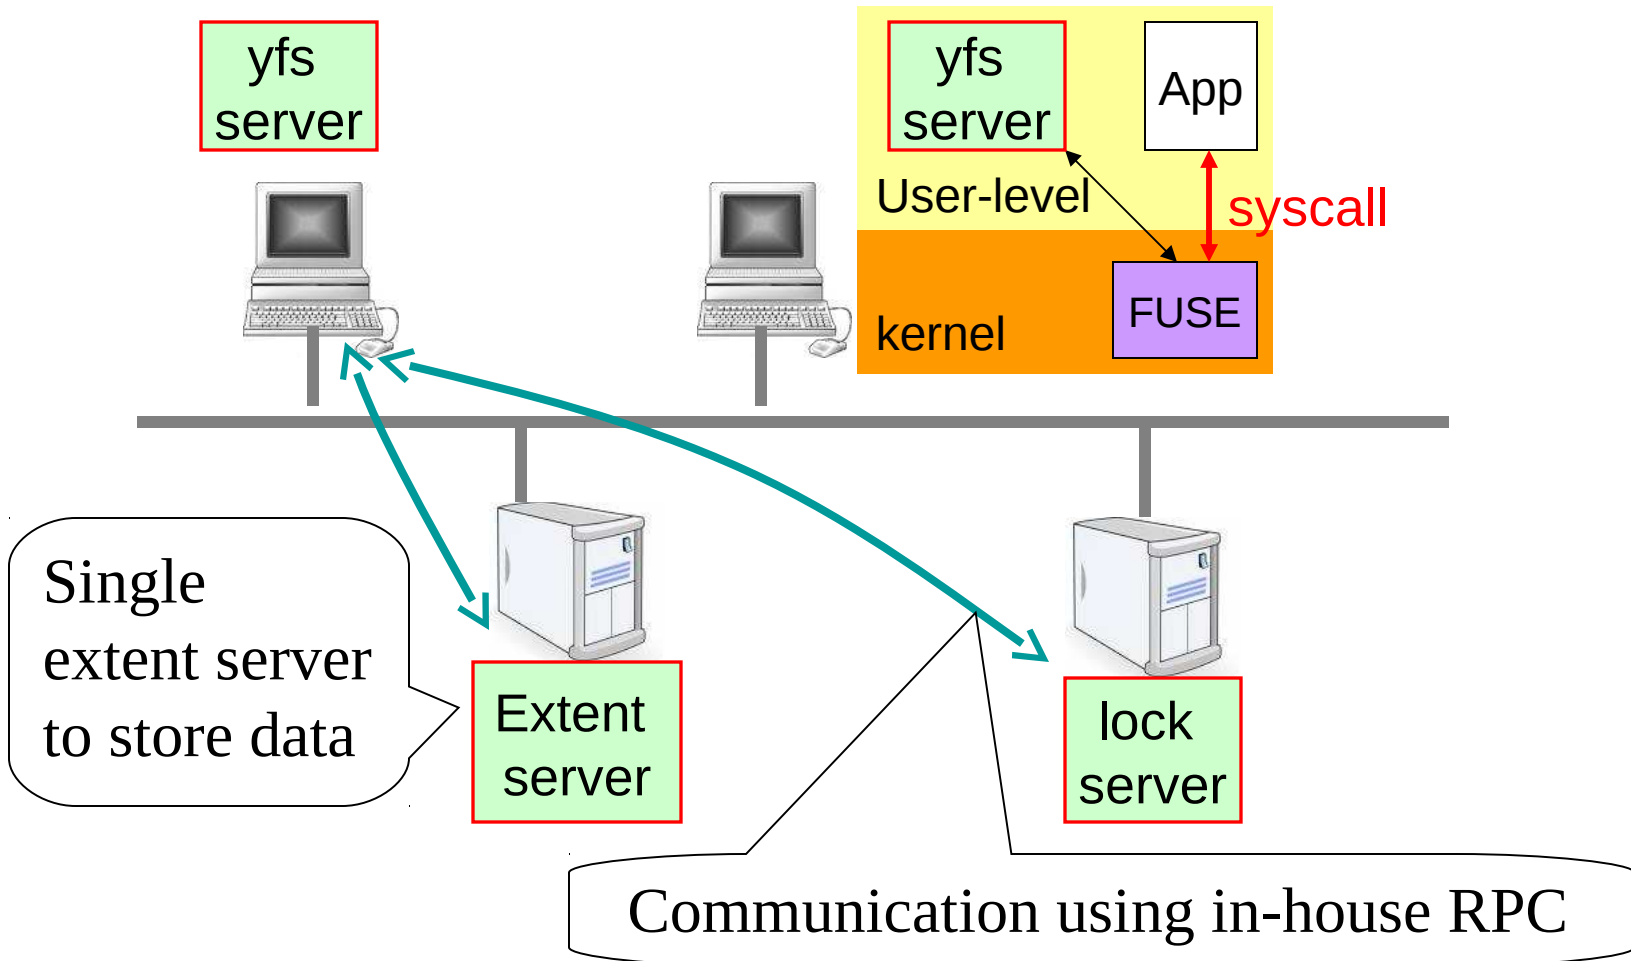 yfs
server
yfs
server
App
User-level
syscall
kernel
FUSE
Single
extent server
to store data
Extent
server
lock
server
Communication using in-house RPC